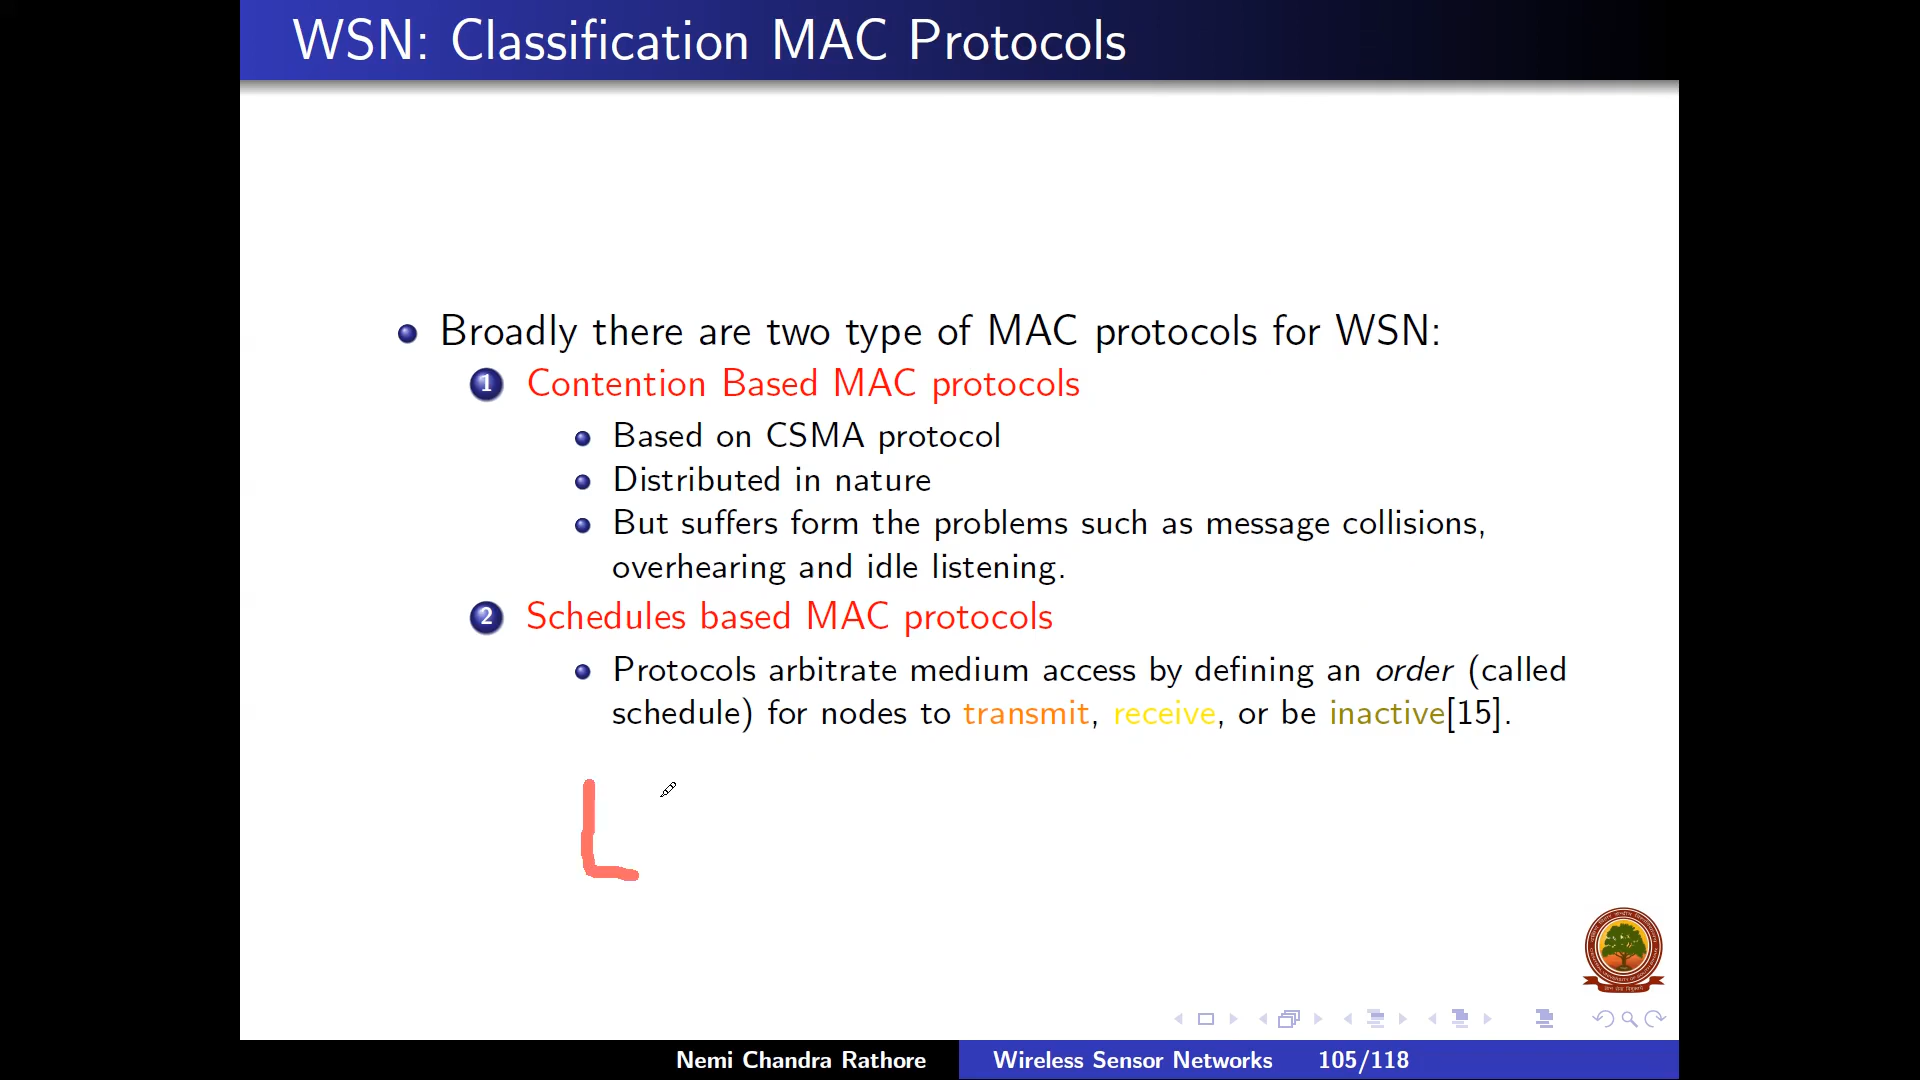 WSN: Classification MAC Protocols
Broadly there are two type of MAC protocols for WSN:
1 Contention Based MAC protocols
Based on CSMA protocol
Distributed in nature
But suffers form the problems such as message collisions,
overhearing and idle listening.
2 Schedules based MAC protocols
Protocols arbitrate medium access by defining an order (called
schedule) for nodes to transmit, receive, or be inactive[15].
L
Nemi Chandra Rathore Wireless Sensor Networks 105/118